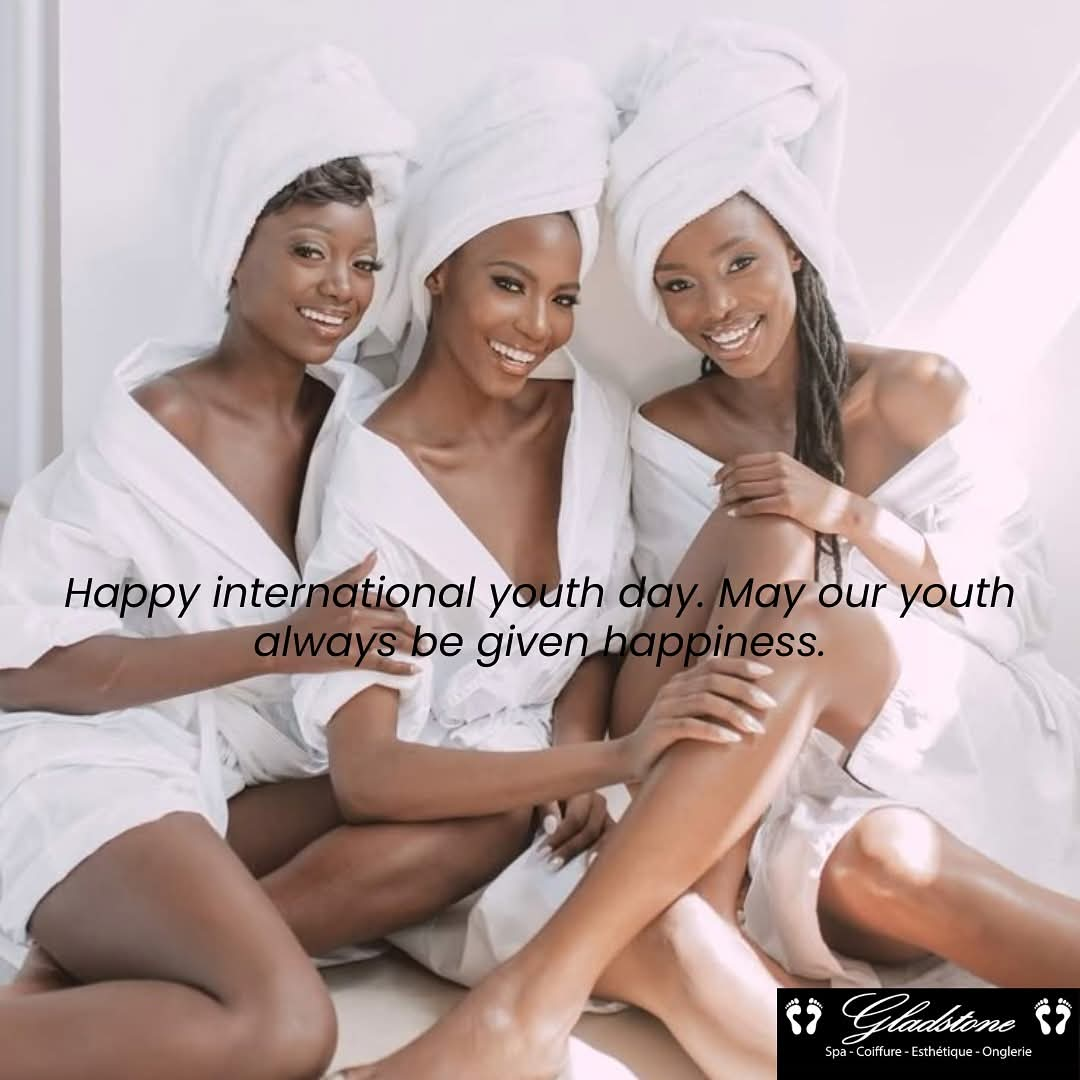 Happy international youth day. May our youth
always be given happiness.
Gladstone
Spa - Coiffure - Esthétique - Onglerie